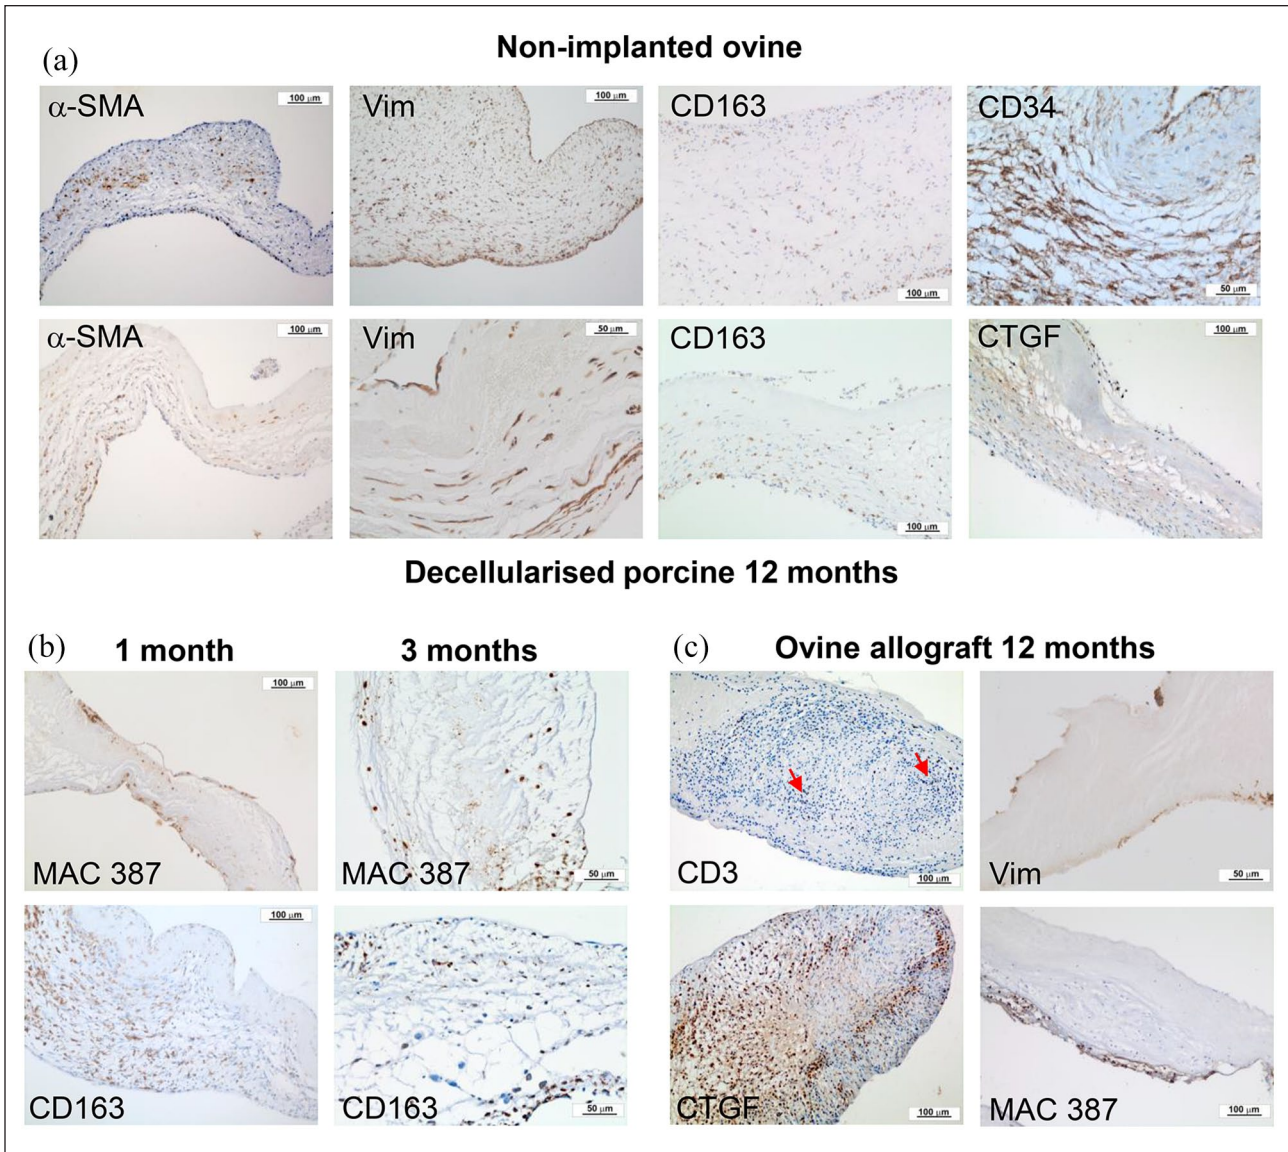 Non-implanted ovine
(a)
α-SMA
100 µm
Vim
100 µm
CD163
100 µm
CD34
50 µm
α-SMA
100 µm
Vim
50 µm
CD163
100 µm
CTGF
100 µm
Decellularised porcine 12 months
(b)
1 month
3 months
100 µm
MAC 387
MAC 387
50 µm
100 µm
CD163
CD163
50 µm
(c)
Ovine allograft 12 months
CD3
100 µm
Vim
50 µm
CTGF
100 µm
MAC 387
100 µm